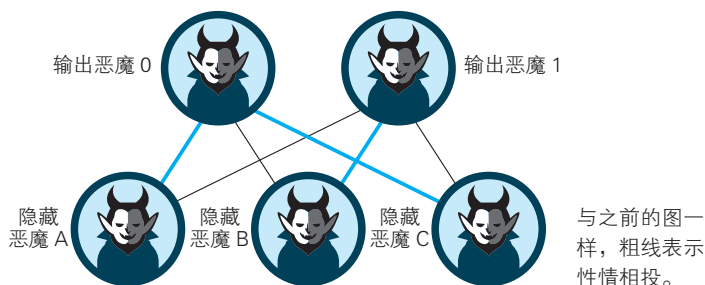 输出恶魔 0
输出恶魔 1
隐藏
恶魔 A
隐藏
恶魔 B
隐藏
恶魔 C
与之前的图一
样，粗线表示
性情相投。